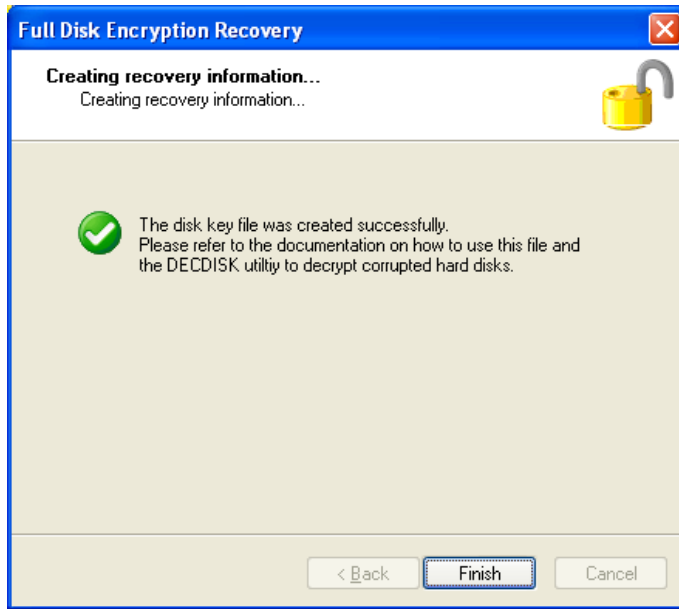 Full Disk Encryption Recovery
Creating recovery information...
Creating recovery information...
The disk key file was created successfully.
Please refer to the documentation on how to use this file and
the DECDISK utiltiy to decrypt corrupted hard disks.
< Back
Finish
Cancel